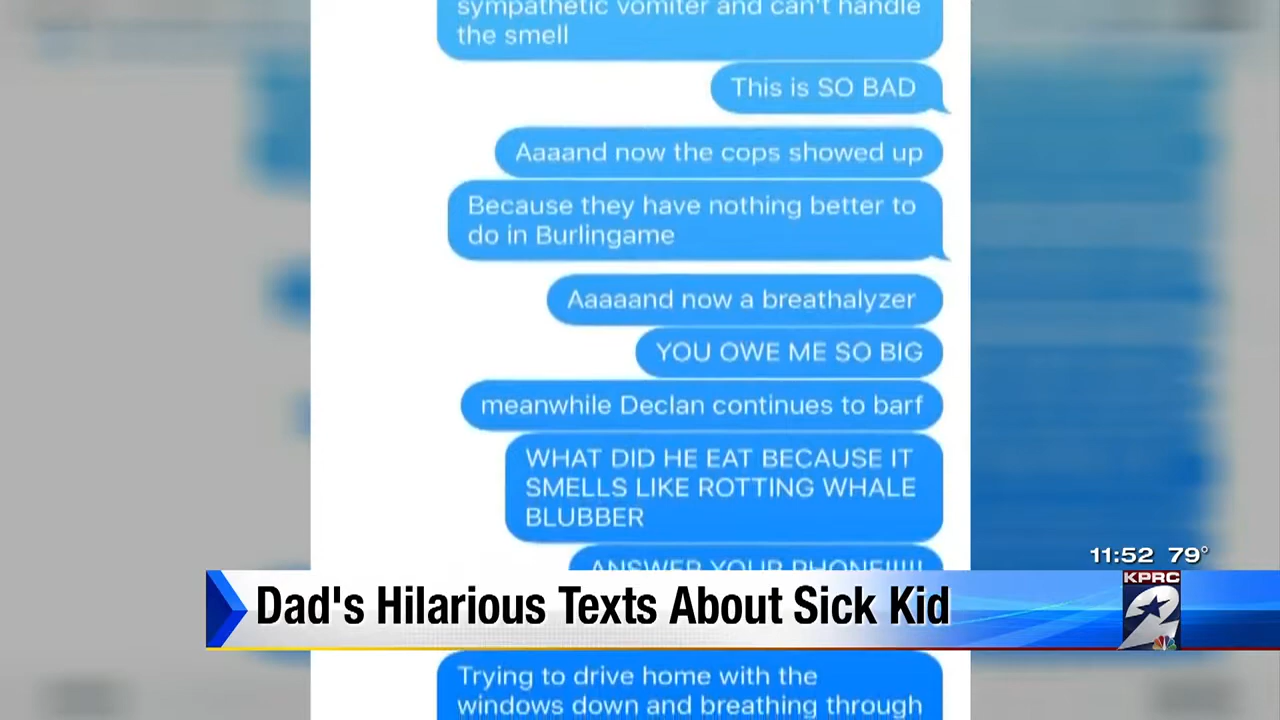 sympathetic vomiter and can't handle
the smell
This is SO BAD
Aaaand now the cops showed up
Because they have nothing better to
do in Burlingame
Aaaaand now a breathalyzer
YOU OWE ME SO BIG
meanwhile Declan continues to barf
WHAT DID HE EAT BECAUSE IT
SMELLS LIKE ROTTING WHALE
BLUBBER
ANSWER YOUR PHONE!!!!!
11:52 79°
Dad's Hilarious Texts About Sick Kid
KPRC
2
Trying to drive home with the
windows down and breathing through